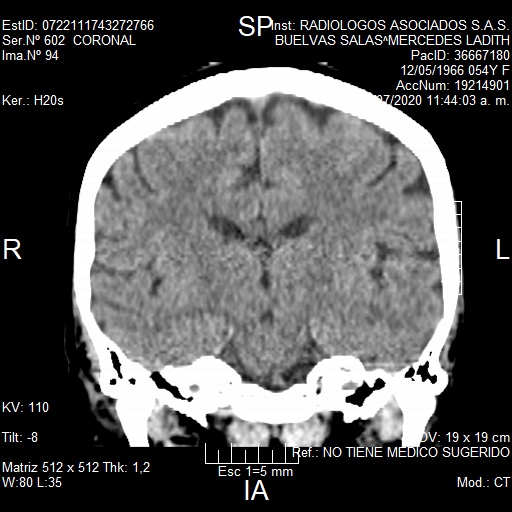 EstID: 0722111743272766
Ser.Nº 602 CORONAL
Ima.Nº 94
Ker.: H20s
SP
Inst: RADIOLOGOS ASOCIADOS S.A.S.
BUELVAS SALAS^MERCEDES LADITH
PacID: 36667180
12/05/1966 054Y F
AccNum: 19214901
07/2020 11:44:03 a. m.
R
L
KV: 110
Tilt: -8
Matriz 512 x 512 Thk: 1,2
W:80 L:35
Esc 1=5 mm
IA
FOV: 19 x 19 cm
Ref.: NO TIENE MEDICO SUGERIDO
Mod.: CT